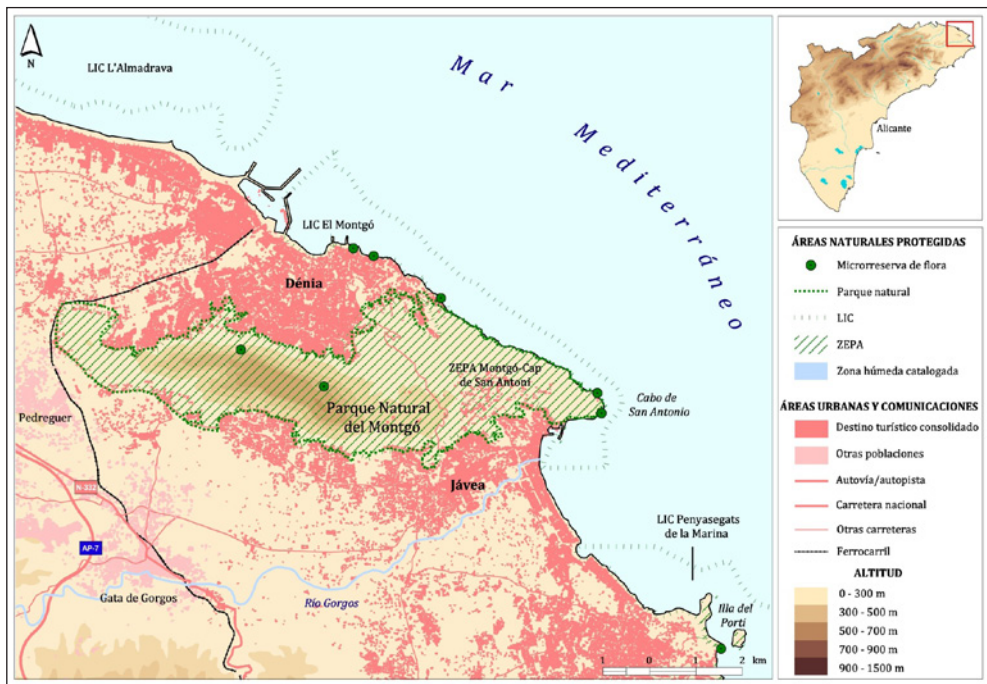 N
LIC L'Almadrava
Mar
Mediterráneo
LIC El Montgó
Dénia
ZEPA Montgó-Cap
de San Antoni
Cabo de
San Antonio
Parque Natural
del Montgó
Pedreguer
N-332
Jávea
AP-7
LIC Penyasegats
de la Marina
Gata de Gorgos
Río Gorgos
Illa del
Portí
1 0 1 2 km
Alicante
ÁREAS NATURALES PROTEGIDAS
Microrreserva de flora
Parque natural
LIC
ZEPA
Zona húmeda catalogada
ÁREAS URBANAS Y COMUNICACIONES
Destino turístico consolidado
Otras poblaciones
Autovía/autopista
Carretera nacional
Otras carreteras
Ferrocarríl
ALTITUD
0 - 300 m
300 - 500 m
500 - 700 m
700 - 900 m
900 - 1500 m